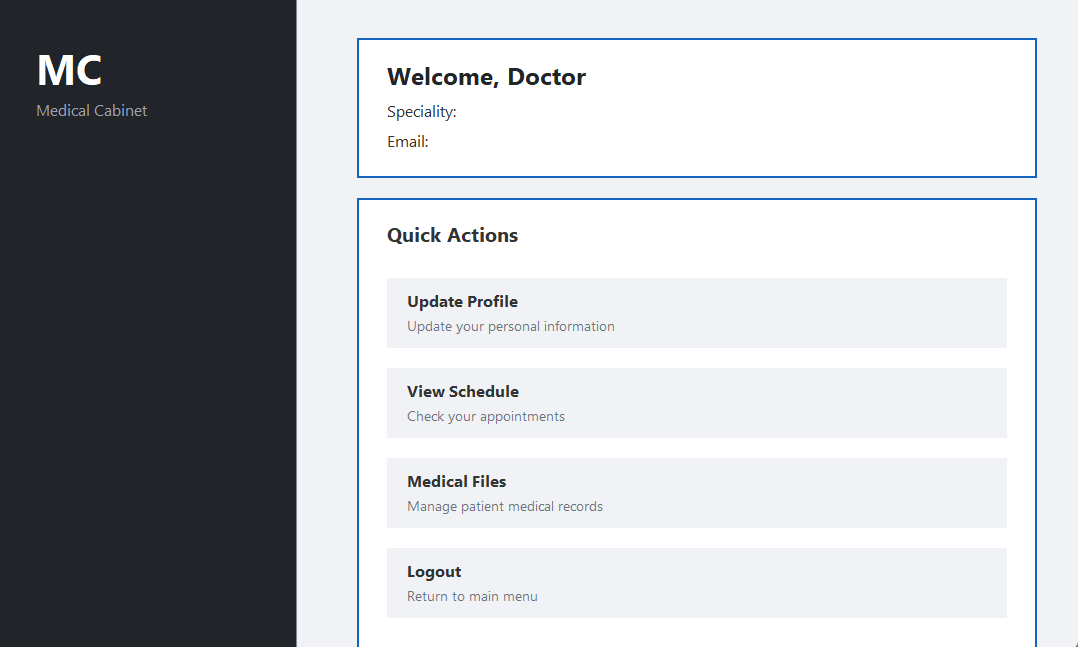 MC
Medical Cabinet
Welcome, Doctor
Speciality:
Email:
Quick Actions
Update Profile
Update your personal information
View Schedule
Check your appointments
Medical Files
Manage patient medical records
Logout
Return to main menu